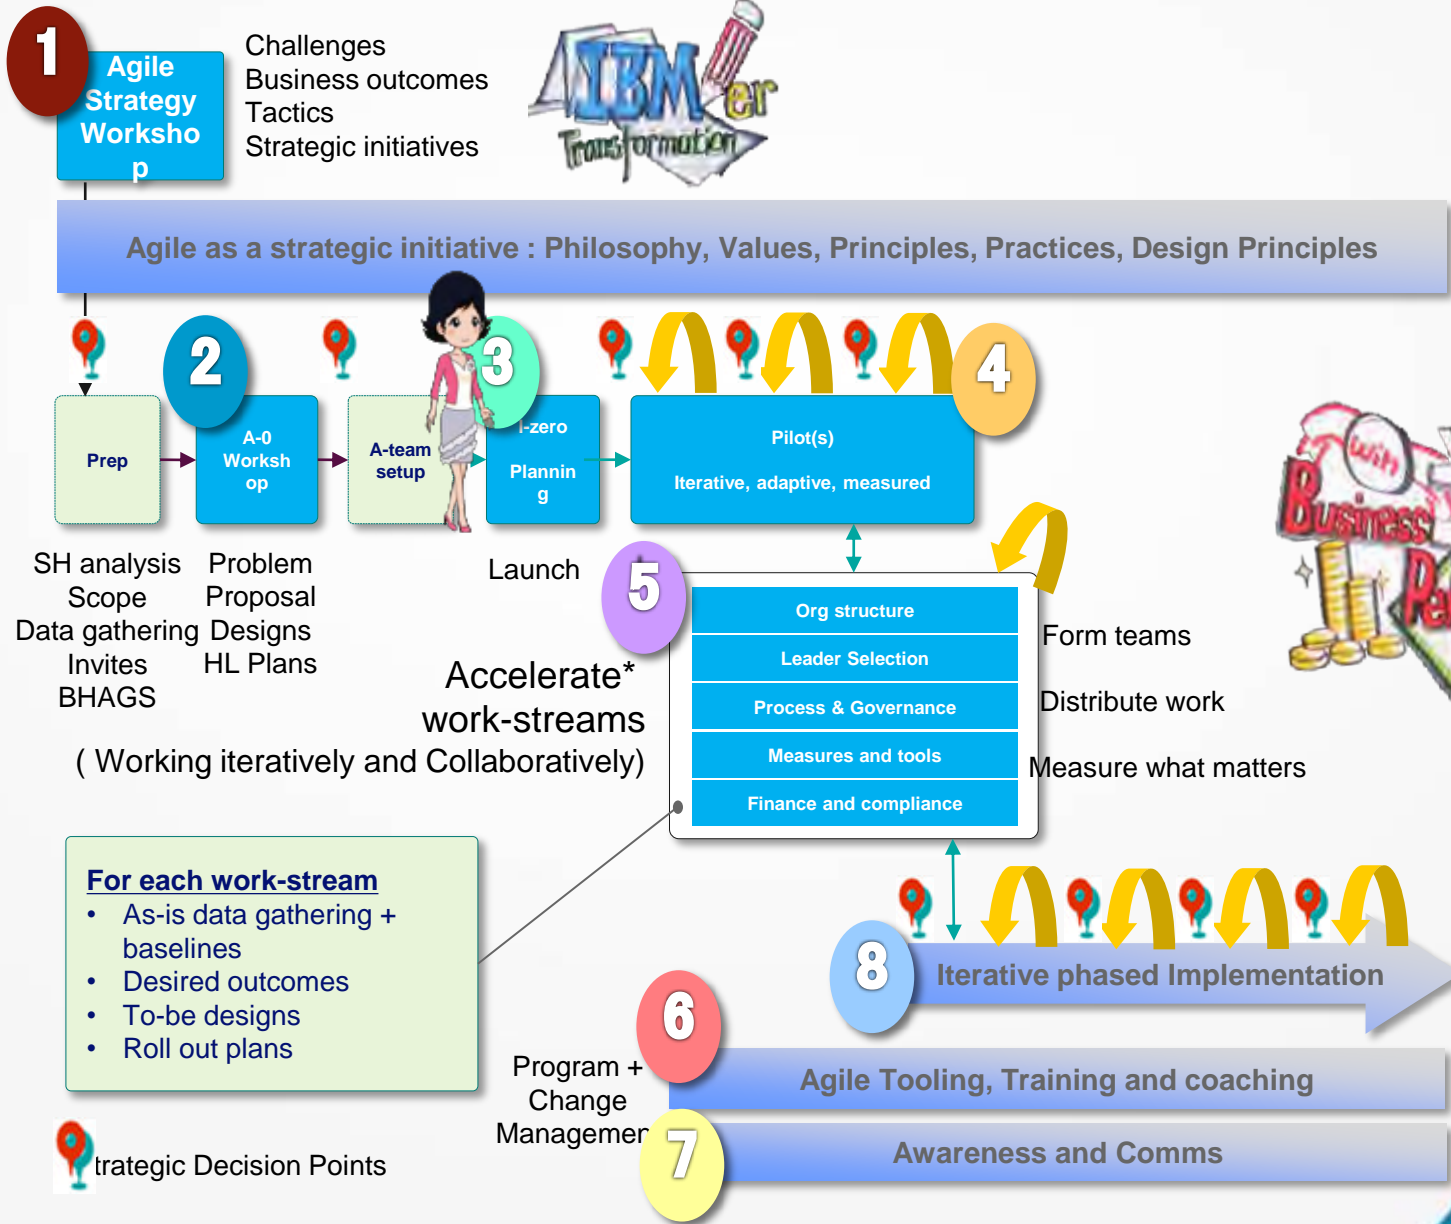 1
Agile
Strategy
Worksho
p
Challenges
Business outcomes
Tactics
Strategic initiatives
IBM er
Transformation
Agile as a strategic initiative : Philosophy, Values, Principles, Practices, Design Principles
2
3
4
Prep
A-0
Worksh
op
A-team
setup
I-zero
Plannin
g
Pilot(s)
Iterative, adaptive, measured
SH analysis
Scope
Data gathering
Invites
BHAGS
Problem
Proposal
Designs
HL Plans
Launch
5
Accelerate*
work-streams
( Working iteratively and Collaboratively)
Org structure
Leader Selection
Process & Governance
Measures and tools
Finance and compliance
Form teams
Distribute work
Measure what matters
with
Business
For each work-stream
• As-is data gathering +
baselines
• Desired outcomes
• To-be designs
• Roll out plans
8
Iterative phased Implementation
6
Program +
Change
Managemen
Agile Tooling, Training and coaching
7
Awareness and Comms
trategic Decision Points